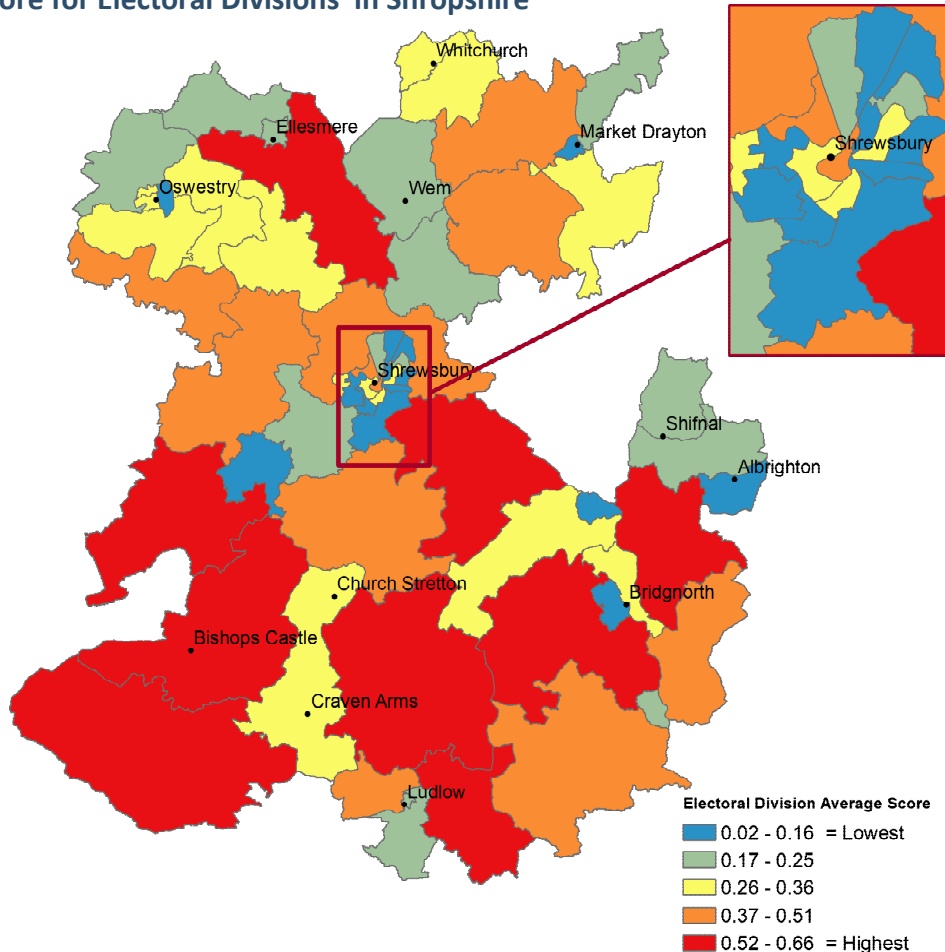 ore for Electoral Divisions in Shropshire
Whitchurch
Ellesmere
Market Drayton
Shrewsbury
Oswestry
Wem
Shrewsbury
Shifnal
Albrighton
Church Stretton
Bridgnorth
Bishops Castle
Craven Arms
Ludlow
Electoral Division Average Score
0.02 - 0.16 = Lowest
0.17 - 0.25
0.26 - 0.36
0.37 - 0.51
0.52 - 0.66 = Highest